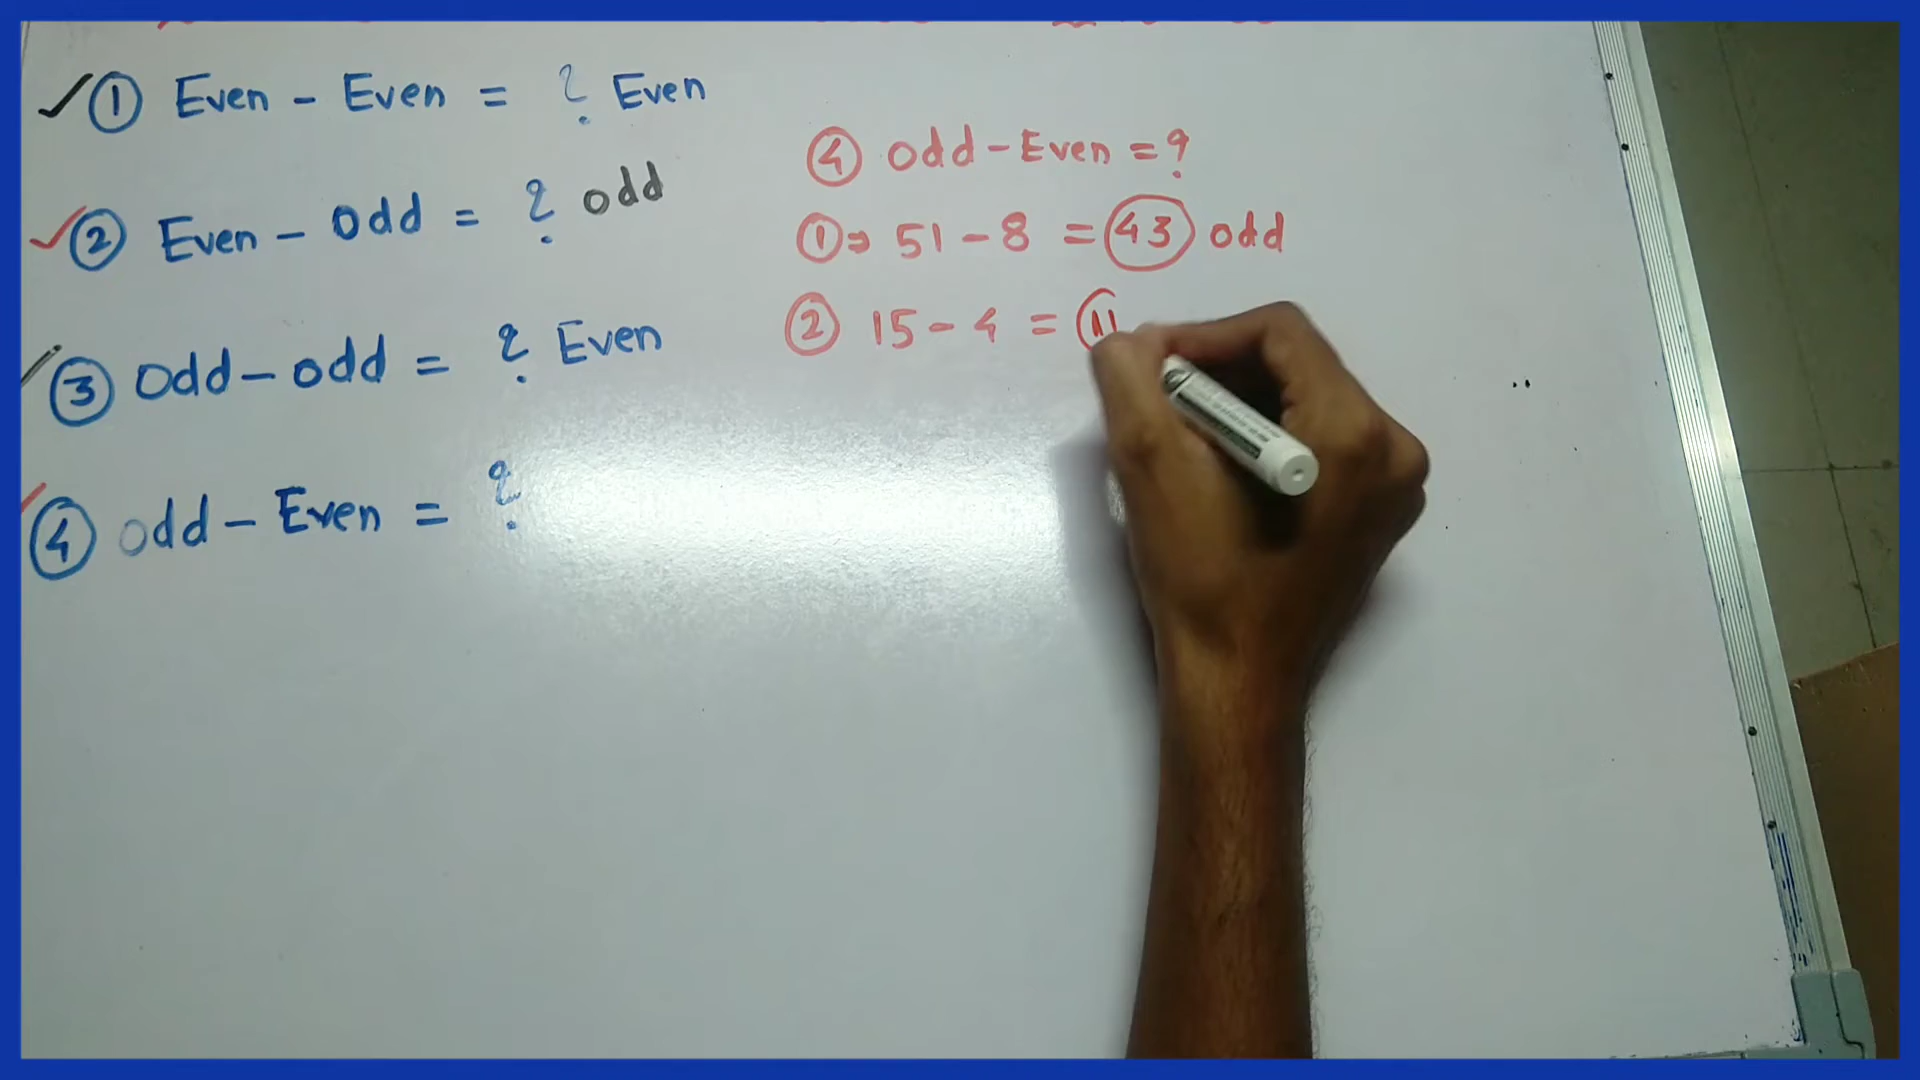 ① Even - Even = ? Even
② Even - odd = ? odd
③ odd - odd = ? Even
④ odd - Even = ?
④ odd - Even = ?
① ⇒ 51 - 8 = 43 odd
② 15 - 4 = 11